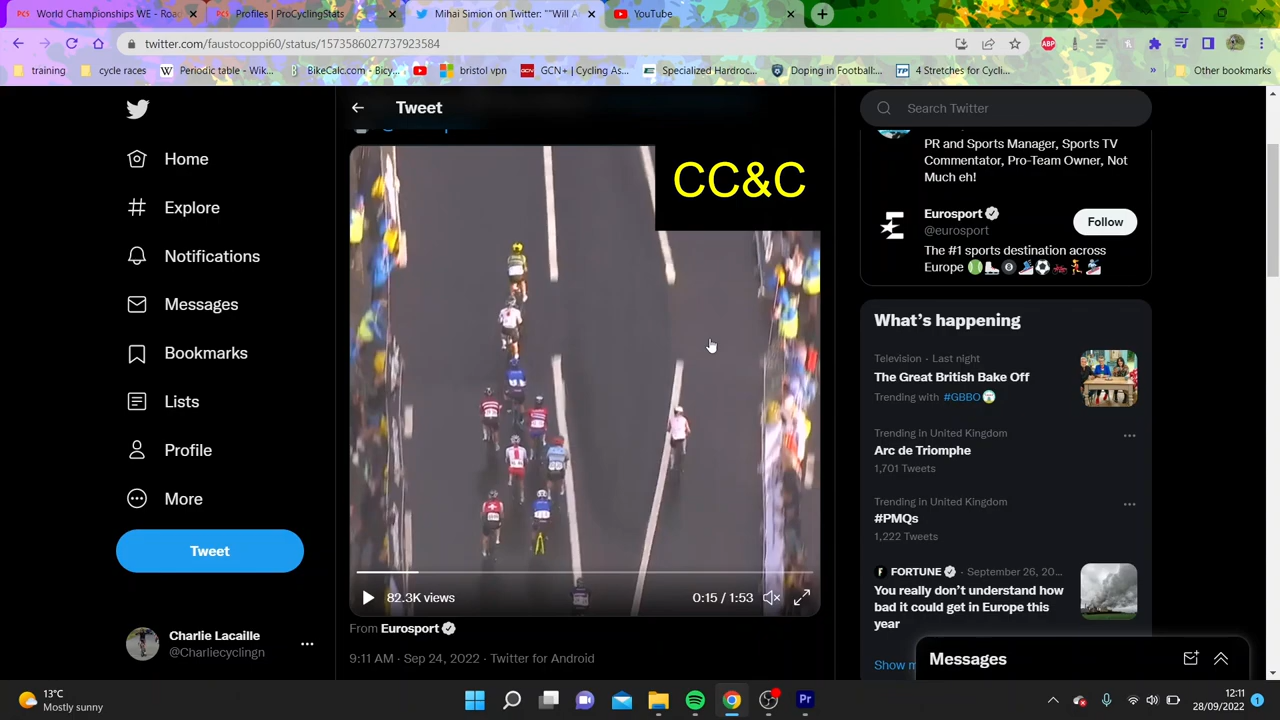 World Championships WE - Road
Profiles | ProCyclingStats
Mihai Simion on Twitter: ""Will A
YouTube
twitter.com/faustocoppi60/status/1573586027737923584
training
cycle races
Periodic table - Wik...
BikeCalc.com - Bicy...
bristol vpn
GCN+ | Cycling As...
Specialized Hardroc...
Doping in Football:...
4 Stretches for Cycli...
»
Other bookmarks
Tweet
Search Twitter
Home
Explore
Notifications
Messages
Bookmarks
Lists
Profile
More
Tweet
Charlie Lacaille
@Charliecyclingn
CC&C
82.3K views
0:15 / 1:53
From Eurosport
9:11 AM · Sep 24, 2022 · Twitter for Android
PR and Sports Manager, Sports TV
Commentator, Pro-Team Owner, Not
Much eh!
Eurosport
@eurosport
Follow
The #1 sports destination across
Europe
What's happening
Television · Last night
The Great British Bake Off
Trending with #GBBO
Trending in United Kingdom
Arc de Triomphe
1,701 Tweets
Trending in United Kingdom
#PMQs
1,222 Tweets
FORTUNE · September 26, 20...
You really don't understand how
bad it could get in Europe this
year
Show m
Messages
13°C
Mostly sunny
Pr
12:11
28/09/2022
1